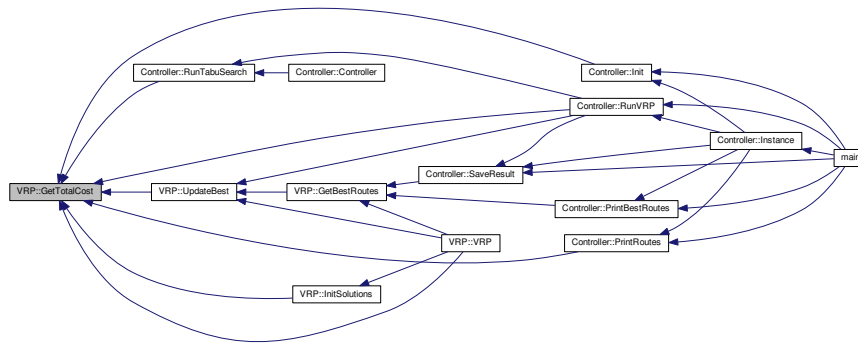 Controller::Init
Controller::RunTabuSearch
Controller::Controller
Controller::RunVRP
Controller::Instance
main
Controller::SaveResult
VRP::GetTotalCost
VRP::UpdateBest
VRP::GetBestRoutes
Controller::PrintBestRoutes
VRP::VRP
Controller::PrintRoutes
VRP::InitSolutions